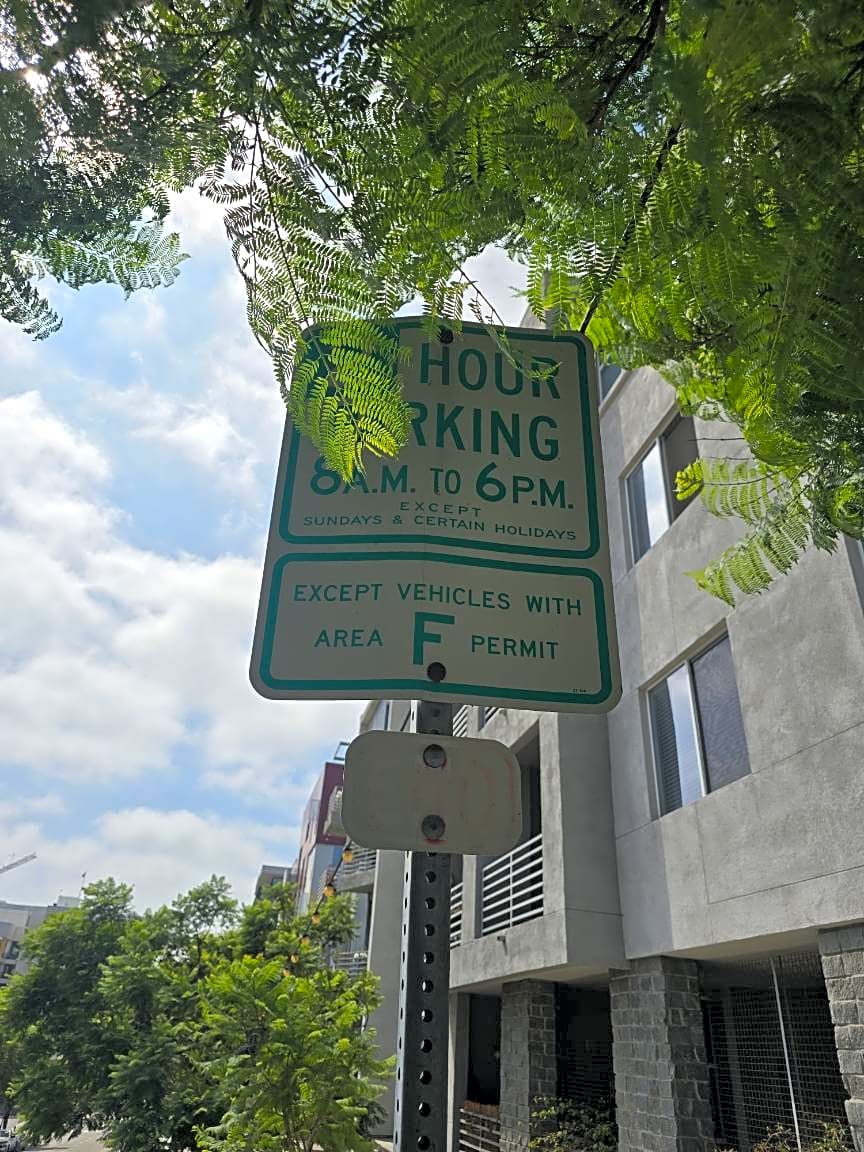 HOUR
RKING
8A.M. TO 6P.M.
EXCEPT
SUNDAYS & CERTAIN HOLIDAYS
EXCEPT VEHICLES WITH
AREA F PERMIT